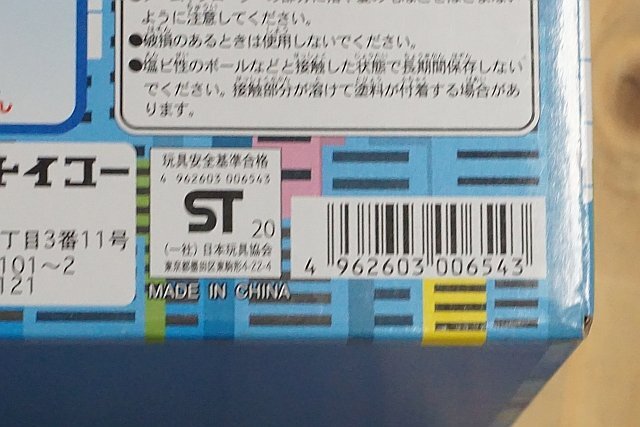 ように注意してください。
●破損のあるときは使用しないでください。
●塩ビ性のボールなどと接触した状態で長期間保存しない
でください。接触部分が溶けて塗料が付着する場合があ
ります。
ナイコー
丁目3番11号
101～2
121
玩具安全基準合格
4 962603 006543
ST
20
(一社)日本玩具協会
東京都墨田区東駒形4-22-4
MADE IN CHINA
4 962603 006543